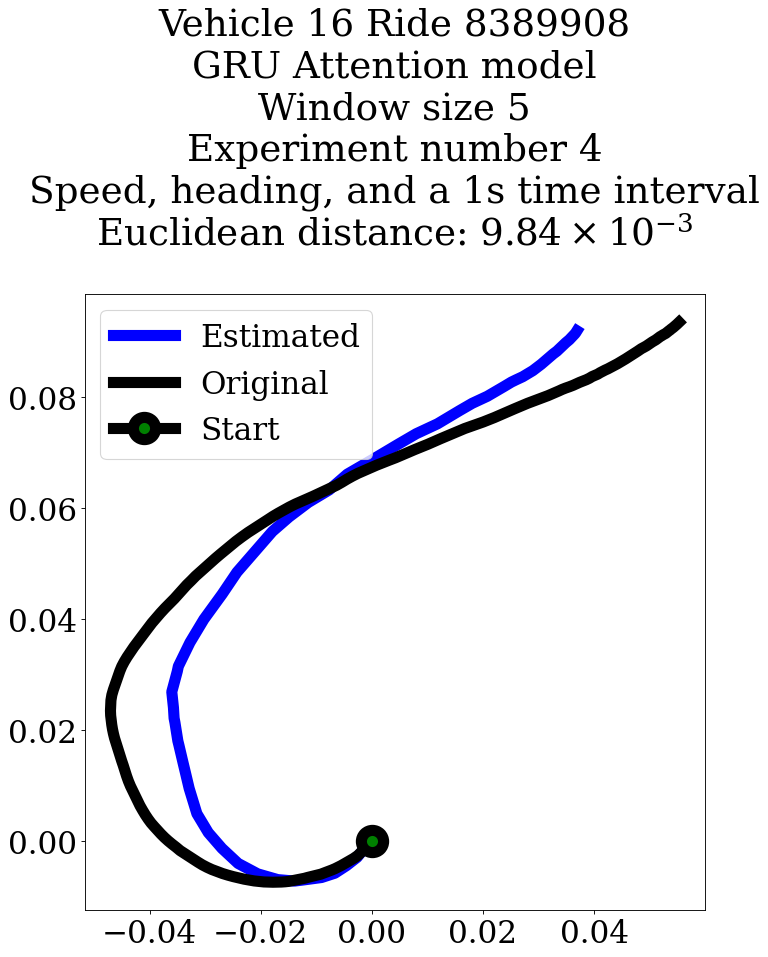 Vehicle 16 Ride 8389908
GRU Attention model
Window size 5
Experiment number 4
Speed, heading, and a 1s time interval
Euclidean distance: 9.84 × 10⁻³
Estimated
Original
Start
0.08
0.06
0.04
0.02
0.00
−0.04 −0.02 0.00 0.02 0.04